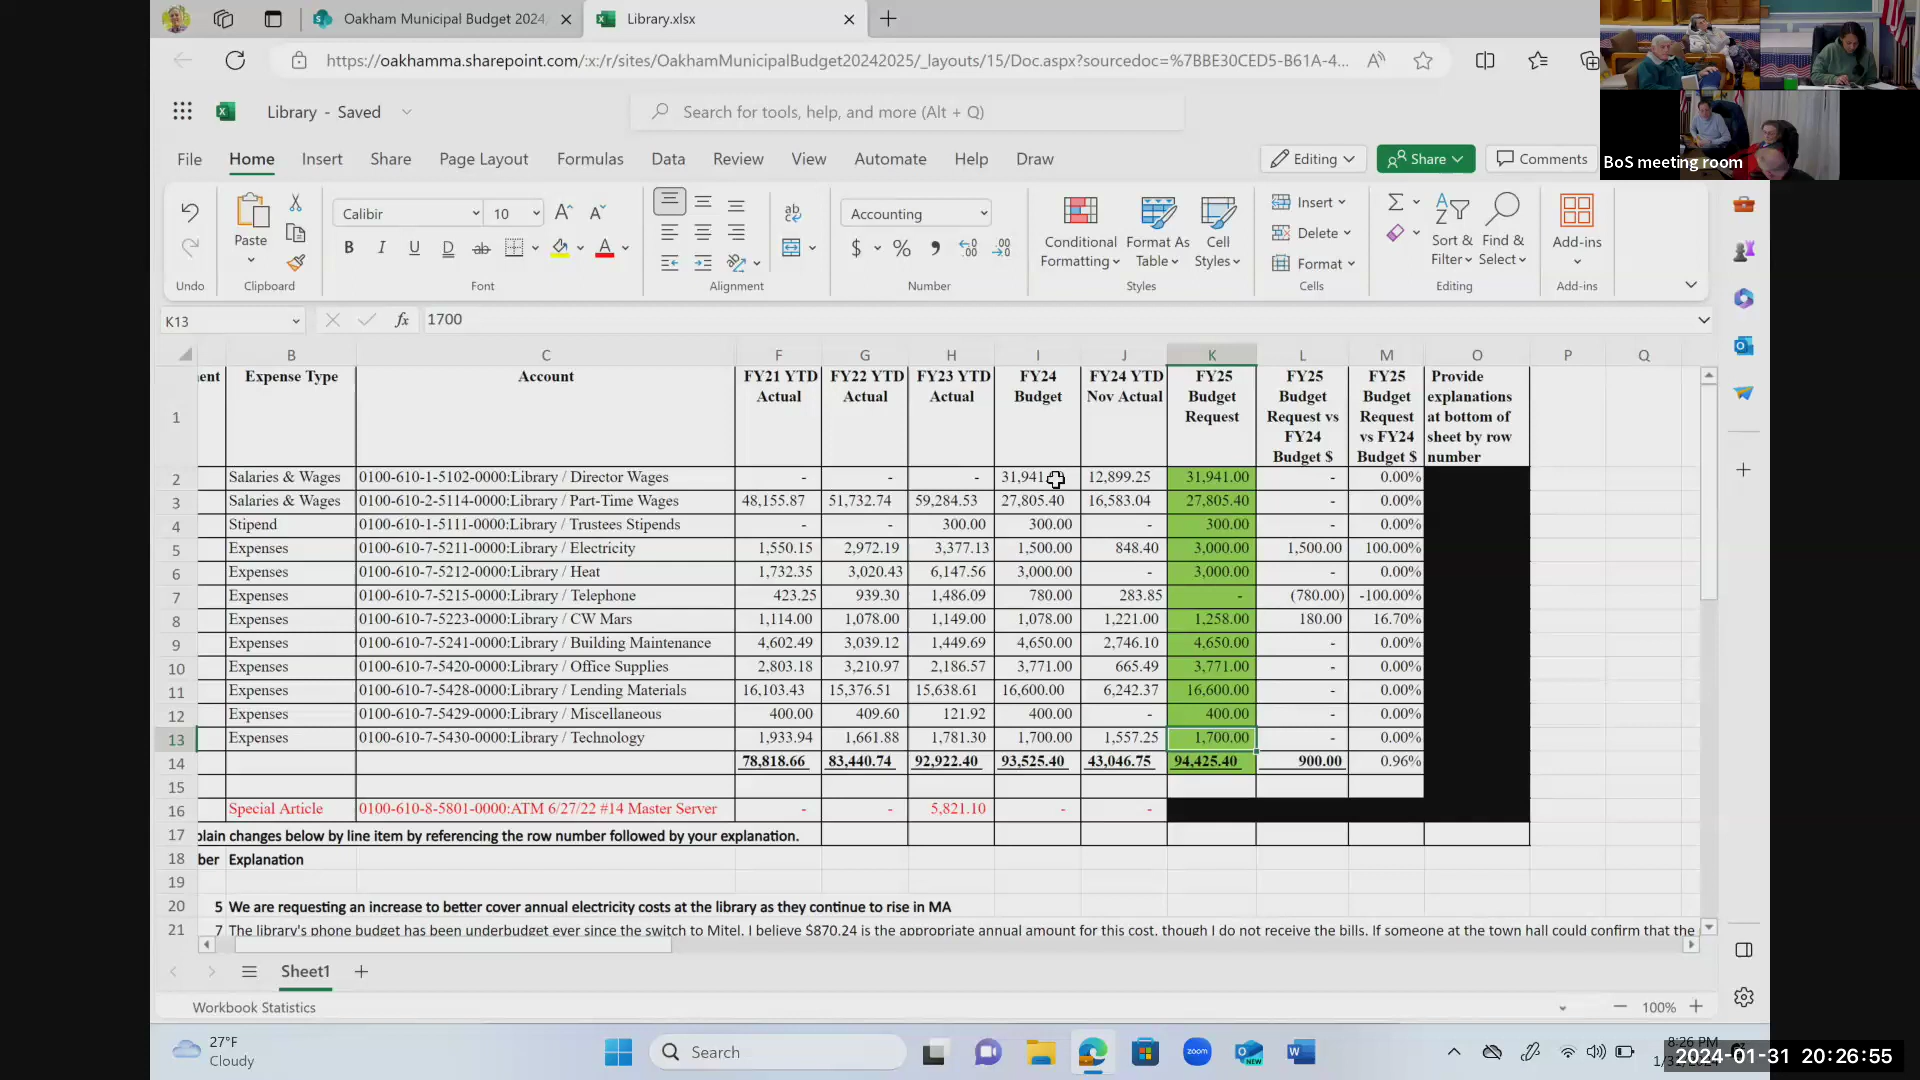 Oakham Municipal Budget 2024
Library.xlsx
https://oakhamma.sharepoint.com/:x:/r/sites/OakhamMunicipalBudget20242025/_layouts/15/Doc.aspx?sourcedoc=%7BBE30CED5-B61A-4...
Library - Saved
Search for tools, help, and more (Alt + Q)
BoS meeting room
File Home Insert Share Page Layout Formulas Data Review View Automate Help Draw
Editing Share Comments
Paste
Calibri 10
Accounting
Conditional Formatting
Format As Table
Cell Styles
Insert
Delete
Format
Sort & Filter
Find & Select
Add-ins
Undo Clipboard Font Alignment Number Styles Cells Editing Add-ins
K13 fx 1700
B C F G H I J K L M O P Q
1 Expense Type Account FY21 YTD Actual FY22 YTD Actual FY23 YTD Actual FY24 Budget FY24 YTD Nov Actual FY25 Budget Request FY25 Budget Request vs FY24 Budget $ FY25 Budget Request vs FY24 Budget $ Provide explanations at bottom of sheet by row number
2 Salaries & Wages 0100-610-1-5102-0000:Library / Director Wages - - - 31,941 12,899.25 31,941.00 - 0.00%
3 Salaries & Wages 0100-610-2-5114-0000:Library / Part-Time Wages 48,155.87 51,732.74 59,284.53 27,805.40 16,583.04 27,805.40 - 0.00%
4 Stipend 0100-610-1-5111-0000:Library / Trustees Stipends - - 300.00 300.00 - 300.00 - 0.00%
5 Expenses 0100-610-7-5211-0000:Library / Electricity 1,550.15 2,972.19 3,377.13 1,500.00 848.40 3,000.00 1,500.00 100.00%
6 Expenses 0100-610-7-5212-0000:Library / Heat 1,732.35 3,020.43 6,147.56 3,000.00 - 3,000.00 - 0.00%
7 Expenses 0100-610-7-5215-0000:Library / Telephone 423.25 939.30 1,486.09 780.00 283.85 - (780.00) -100.00%
8 Expenses 0100-610-7-5223-0000:Library / CW Mars 1,114.00 1,078.00 1,149.00 1,078.00 1,221.00 1,258.00 180.00 16.70%
9 Expenses 0100-610-7-5241-0000:Library / Building Maintenance 4,602.49 3,039.12 1,449.69 4,650.00 2,746.10 4,650.00 - 0.00%
10 Expenses 0100-610-7-5420-0000:Library / Office Supplies 2,803.18 3,210.97 2,186.57 3,771.00 665.49 3,771.00 - 0.00%
11 Expenses 0100-610-7-5428-0000:Library / Lending Materials 16,103.43 15,376.51 15,638.61 16,600.00 6,242.37 16,600.00 - 0.00%
12 Expenses 0100-610-7-5429-0000:Library / Miscellaneous 400.00 409.60 121.92 400.00 - 400.00 - 0.00%
13 Expenses 0100-610-7-5430-0000:Library / Technology 1,933.94 1,661.88 1,781.30 1,700.00 1,557.25 1,700.00 - 0.00%
14 78,818.66 83,440.74 92,922.40 93,525.40 43,046.75 94,425.40 900.00 0.96%
15
16 Special Article 0100-610-8-5801-0000:ATM 6/27/22 #14 Master Server - - 5,821.10 - -
17 plain changes below by line item by referencing the row number followed by your explanation.
18 ber Explanation
19
20 5 We are requesting an increase to better cover annual electricity costs at the library as they continue to rise in MA
21 7 The library's phone budget has been underbudget ever since the switch to Mitel. I believe $870.24 is the appropriate annual amount for this cost, though I do not receive the bills. If someone at the town hall could confirm that the
Sheet1
Workbook Statistics 100%
27°F
Cloudy
Search
zoom
NEW
8:26 PM
2024-01-31 20:26:55